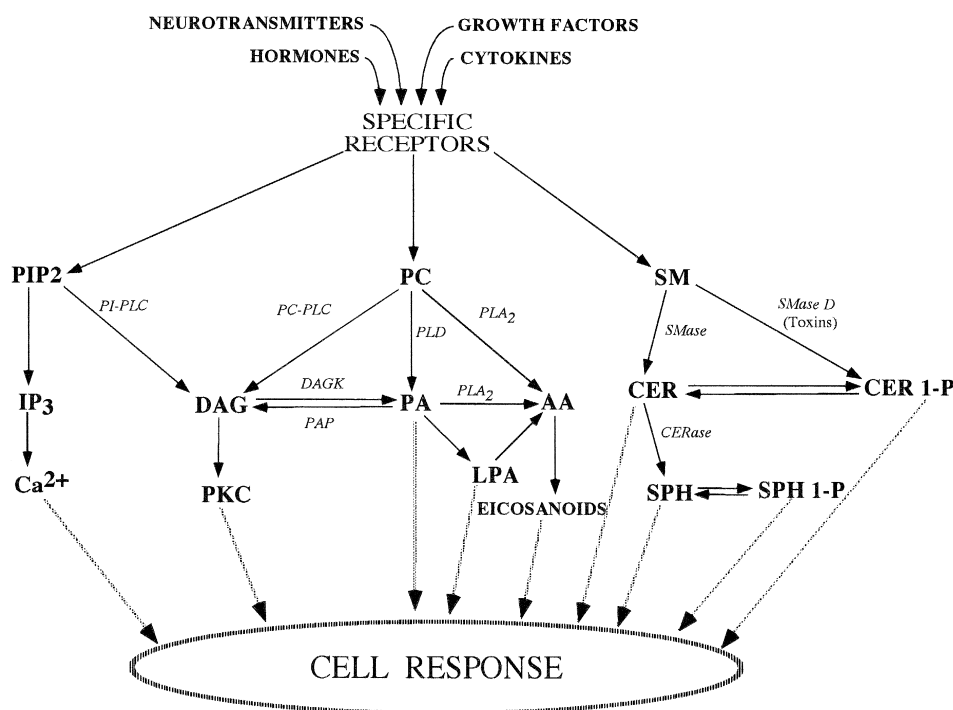 NEUROTRANSMITTERS
GROWTH FACTORS
HORMONES
CYTOKINES
SPECIFIC
RECEPTORS
PIP2
PC
SM
PI-PLC
PC-PLC
PLD
PLA2
SMase
SMase D
(Toxins)
IP3
DAG
DAGK
PAP
PA
PLA2
AA
CER
CER 1-P
CERase
Ca2+
PKC
LPA
EICOSANOIDS
SPH
SPH 1-P
CELL RESPONSE